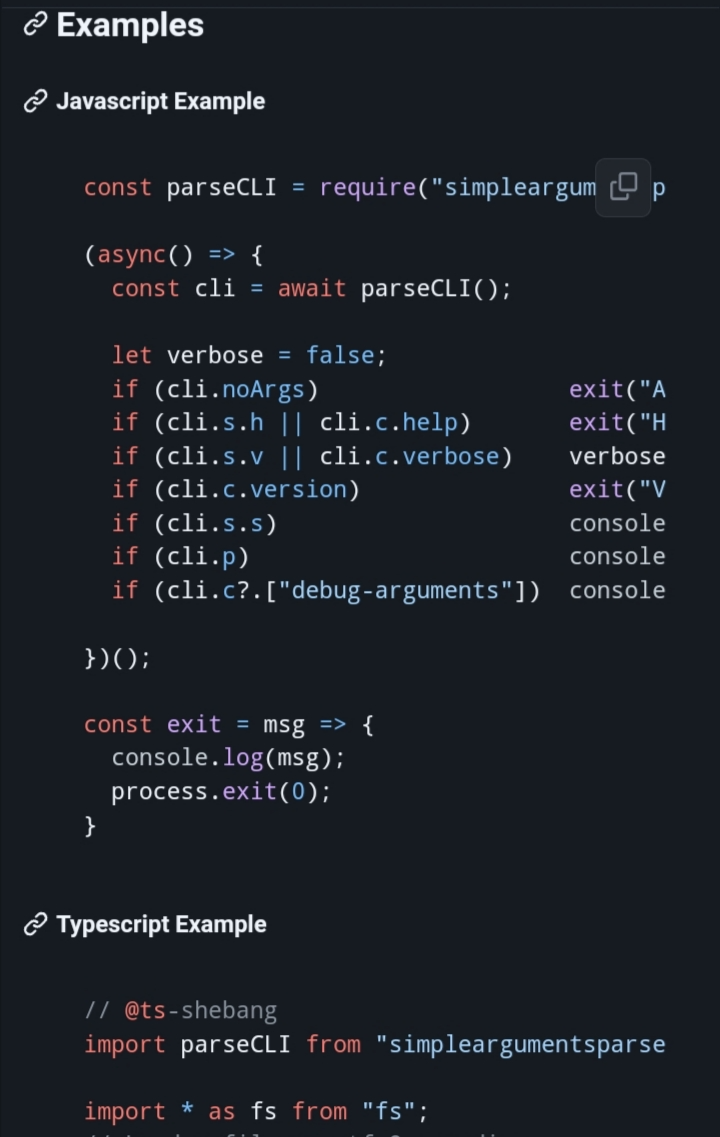 Examples
Javascript Example
const parseCLI = require("simpleargum p
(async() => {
  const cli = await parseCLI();
  let verbose = false;
  if (cli.noArgs)                  exit("A
  if (cli.s.h || cli.c.help)       exit("H
  if (cli.s.v || cli.c.verbose)    verbose
  if (cli.c.version)               exit("V
  if (cli.s.s)                     console
  if (cli.p)                       console
  if (cli.c?.["debug-arguments"])  console
})();
const exit = msg => {
  console.log(msg);
  process.exit(0);
}
Typescript Example
// @ts-shebang
import parseCLI from "simpleargumentsparse
import * as fs from "fs";